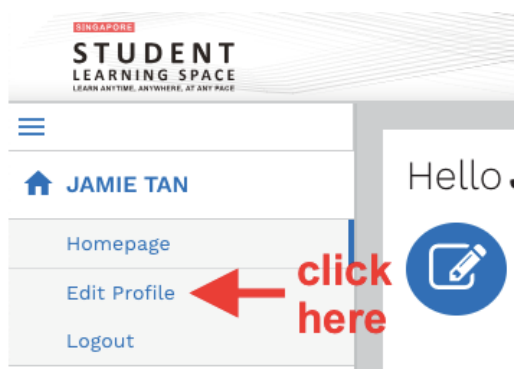 SINGAPORE
STUDENT
LEARNING SPACE
LEARN ANYTIME, ANYWHERE, AT ANY PACE
JAMIE TAN
Hello
Homepage
Edit Profile
click
here
Logout